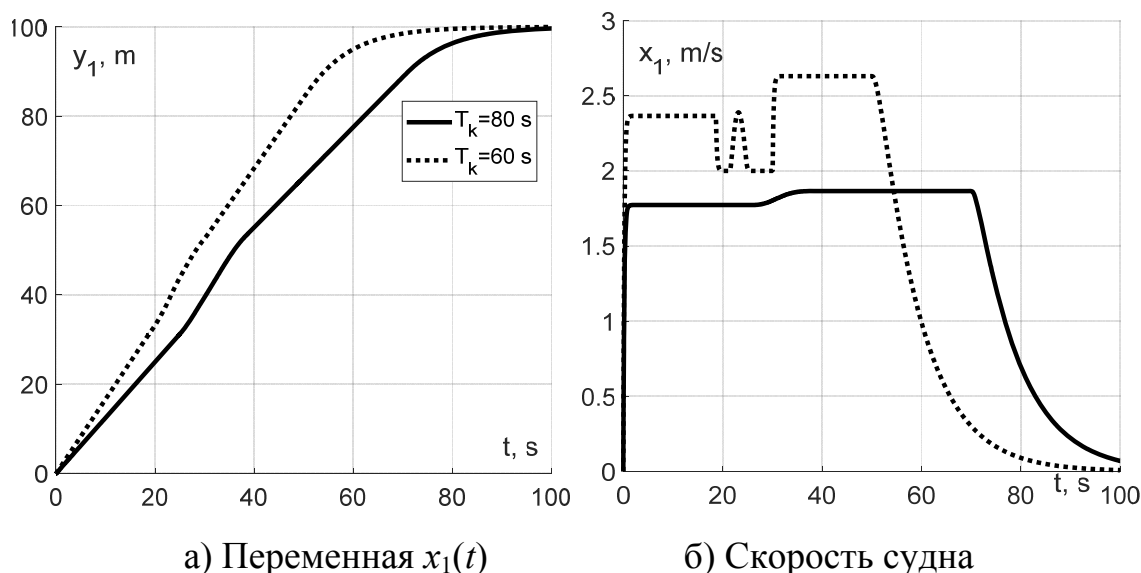 100
80
60
40
20
0
y1, m
Tk=80 s
Tk=60 s
t, s
0 20 40 60 80 100
3
2.5
2
1.5
1
0.5
0
x1, m/s
t, s
0 20 40 60 80 100
а) Переменная x1(t)
б) Скорость судна